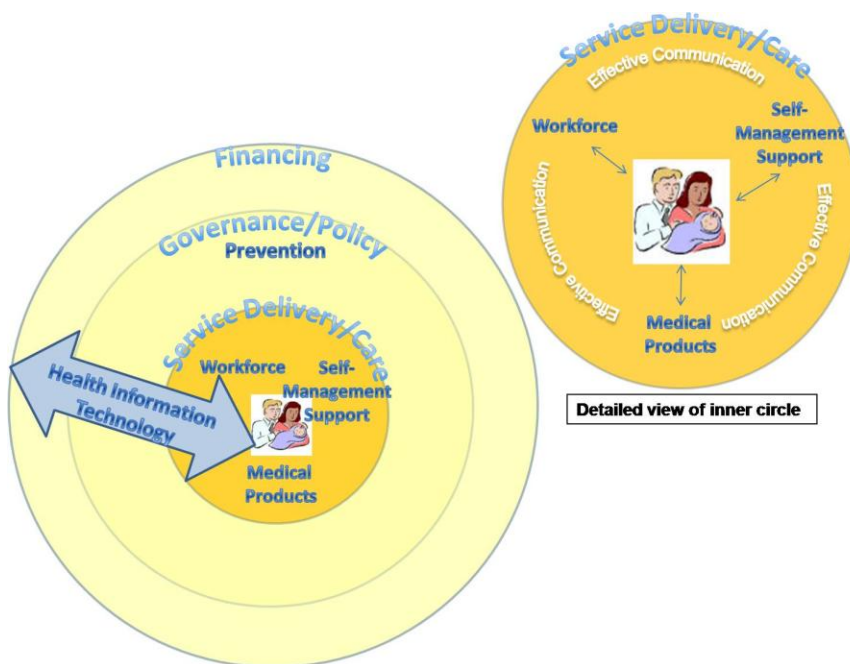 Financing
Governance/Policy
Prevention
Service Delivery/Care
Workforce
Self-
Management
Support
Health Information
Technology
Medical
Products
Service Delivery/Care
Effective Communication
Workforce
Self-
Management
Support
Effective Communication
Effective Communication
Medical
Products
Detailed view of inner circle